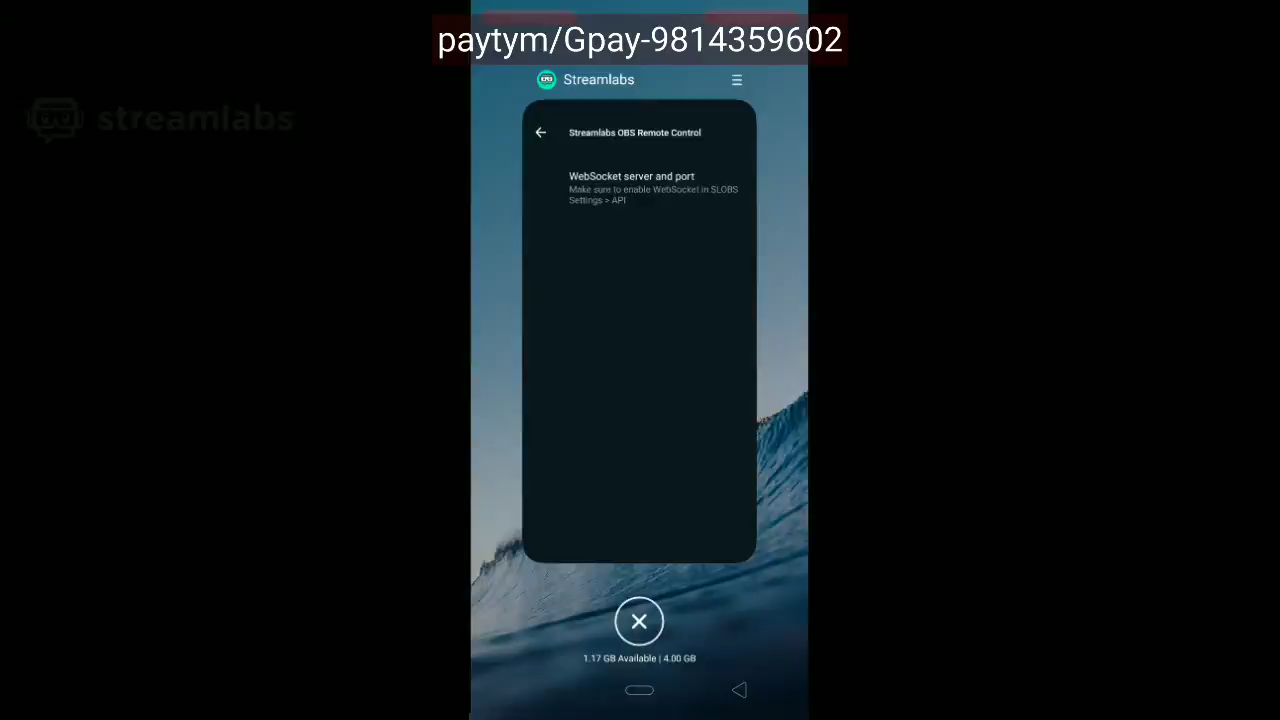 paytym/Gpay-9814359602
Streamlabs
streamlabs
Streamlabs OBS Remote Control
WebSocket server and port
Make sure to enable WebSocket in SLOBS
Settings > API
1.17 GB Available | 4.00 GB